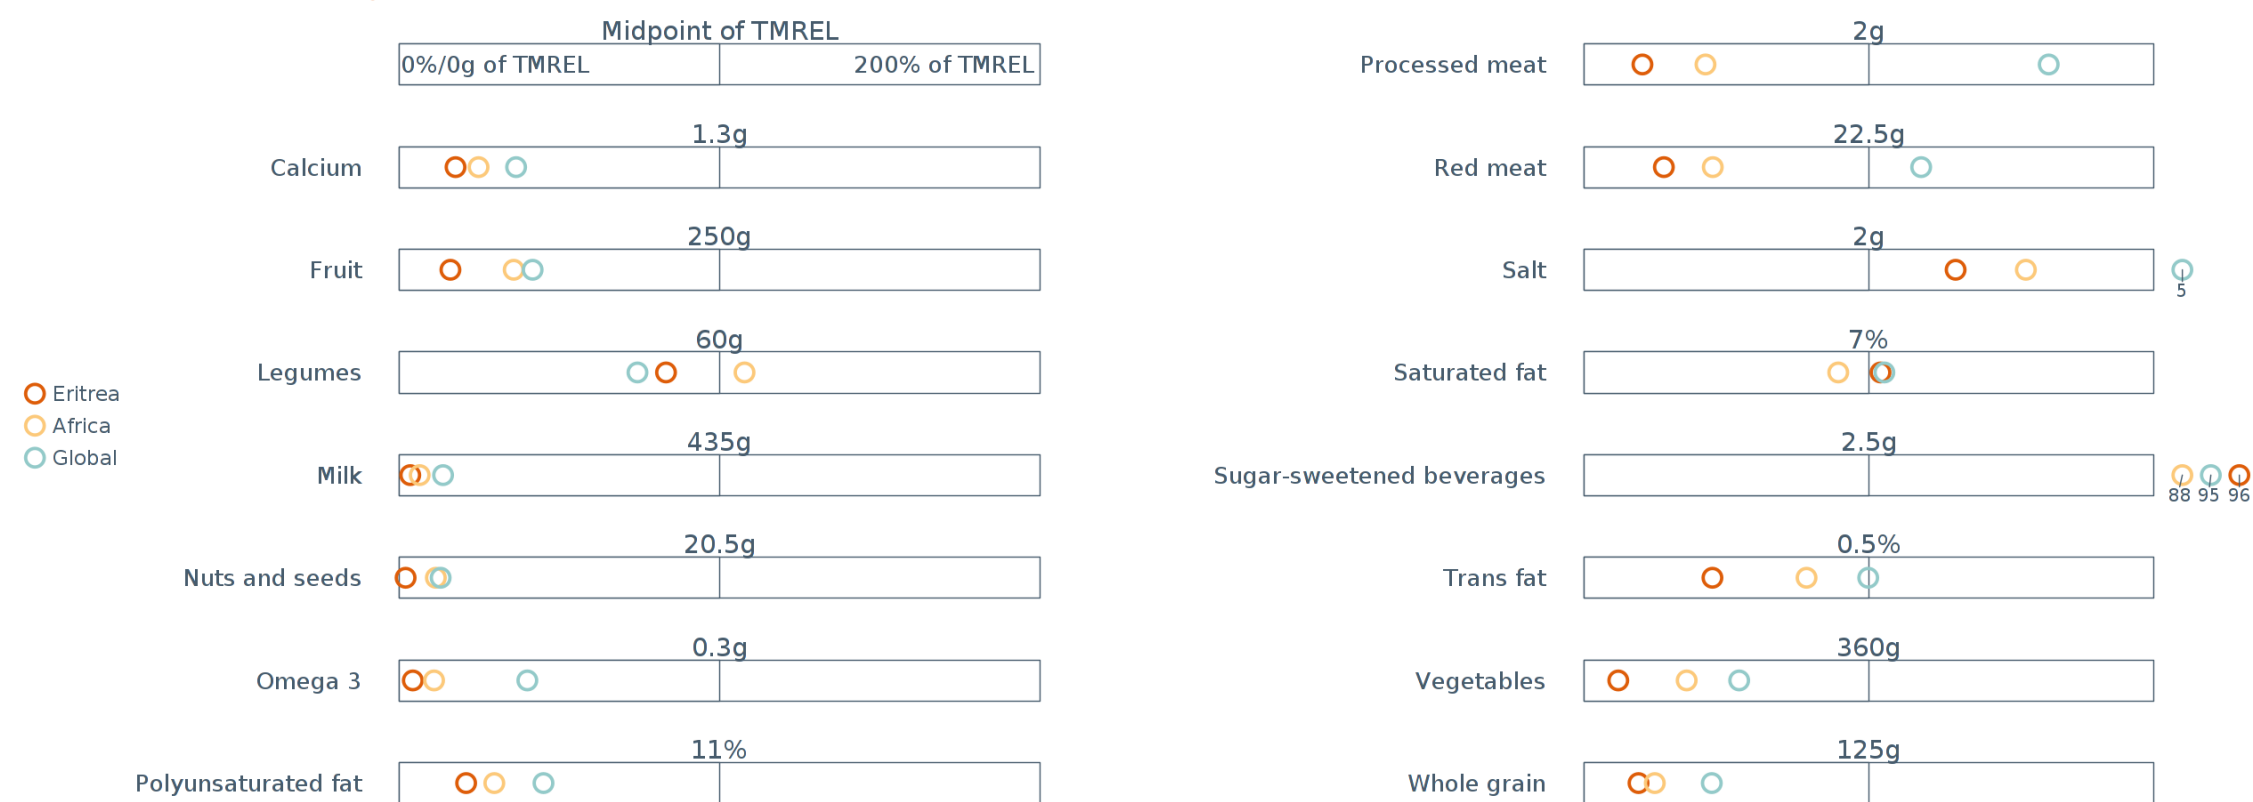 Midpoint of TMREL
0%/0g of TMREL 200% of TMREL
1.3g
Calcium
250g
Fruit
60g
Legumes
435g
Milk
20.5g
Nuts and seeds
0.3g
Omega 3
11%
Polyunsaturated fat
Eritrea
Africa
Global
2g
Processed meat
22.5g
Red meat
2g
Salt
5
7%
Saturated fat
2.5g
Sugar-sweetened beverages
88 95 96
0.5%
Trans fat
360g
Vegetables
125g
Whole grain